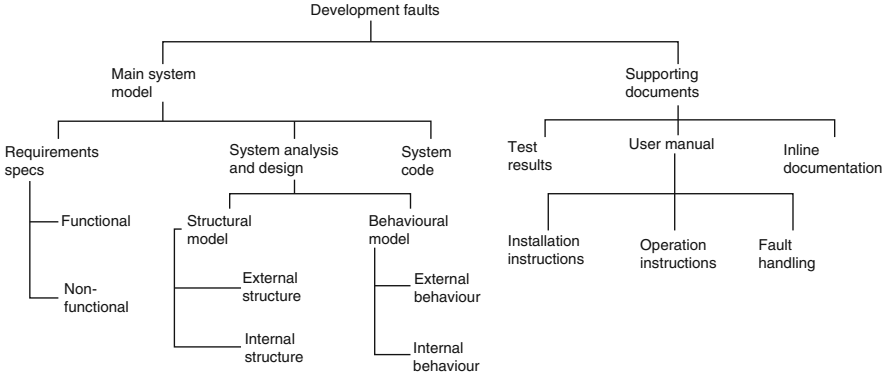 Development faults
Main system
model
Supporting
documents
Requirements
specs
System analysis
and design
System
code
Test
results
User manual
Inline
documentation
Functional
Non-
functional
Structural
model
Behavioural
model
External
structure
Internal
structure
External
behaviour
Internal
behaviour
Installation
instructions
Operation
instructions
Fault
handling